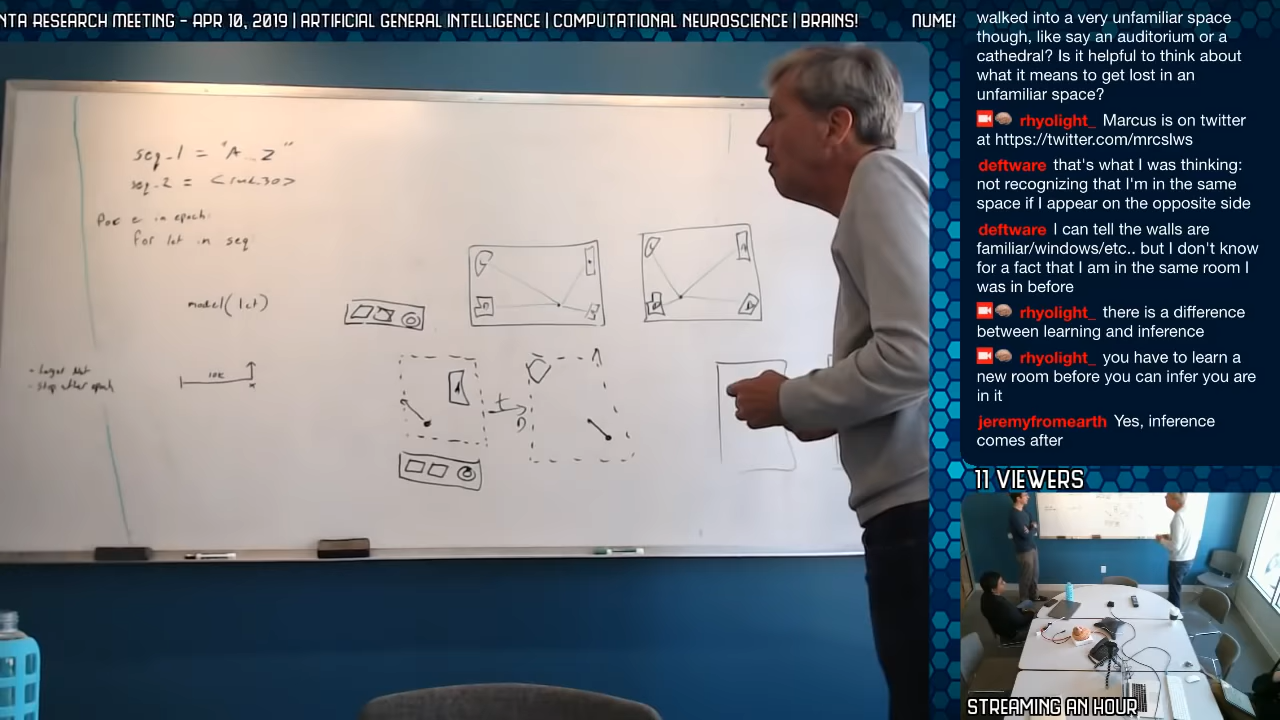 NTA RESEARCH MEETING - APR 10, 2019 | ARTIFICIAL GENERAL INTELLIGENCE | COMPUTATIONAL NEUROSCIENCE | BRAINS!
NUMEI
seq_1 = "A..Z"
seq_2 =
For e in epoch:
for let in seq
model(let)
10K
- stop after epoch
walked into a very unfamiliar space
though, like say an auditorium or a
cathedral? Is it helpful to think about
what it means to get lost in an
unfamiliar space?
rhyolight_ Marcus is on twitter
at https://twitter.com/mrcslws
deftware that's what I was thinking:
not recognizing that I'm in the same
space if I appear on the opposite side
deftware I can tell the walls are
familiar/windows/etc.. but I don't know
for a fact that I am in the same room I
was in before
rhyolight_ there is a difference
between learning and inference
rhyolight_ you have to learn a
new room before you can infer you are
in it
jeremyfromearth Yes, inference
comes after
11 VIEWERS
STREAMING AN HOUR